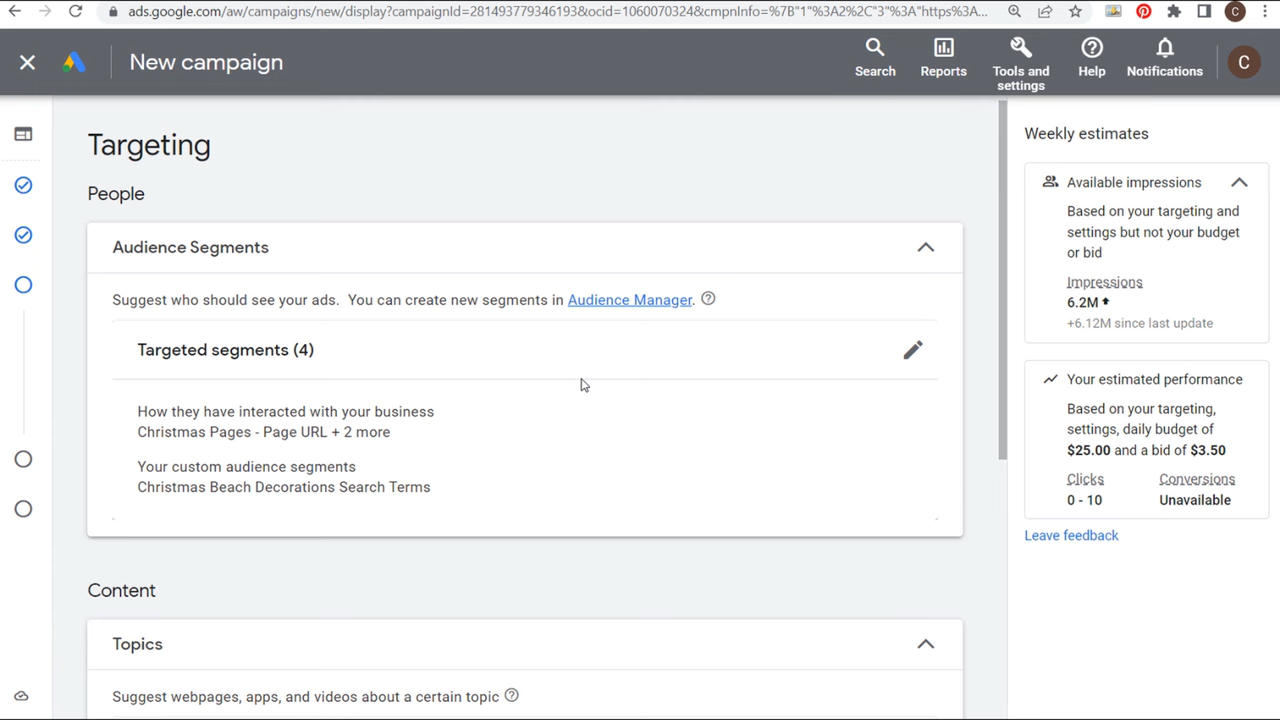 ads.google.com/aw/campaigns/new/display?campaignId=281493779346193&ocid=1060070324&cmpnInfo=%7B"1"%3A2%2C"3"%3A"https%3A...
C
New campaign
Search
Reports
Tools and settings
Help
Notifications
C
Targeting
People
Audience Segments
Suggest who should see your ads. You can create new segments in Audience Manager.
Targeted segments (4)
How they have interacted with your business
Christmas Pages - Page URL + 2 more
Your custom audience segments
Christmas Beach Decorations Search Terms
Content
Topics
Suggest webpages, apps, and videos about a certain topic
Weekly estimates
Available impressions
Based on your targeting and
settings but not your budget
or bid
Impressions
6.2M
+6.12M since last update
Your estimated performance
Based on your targeting,
settings, daily budget of
$25.00 and a bid of $3.50
Clicks Conversions
0 - 10 Unavailable
Leave feedback